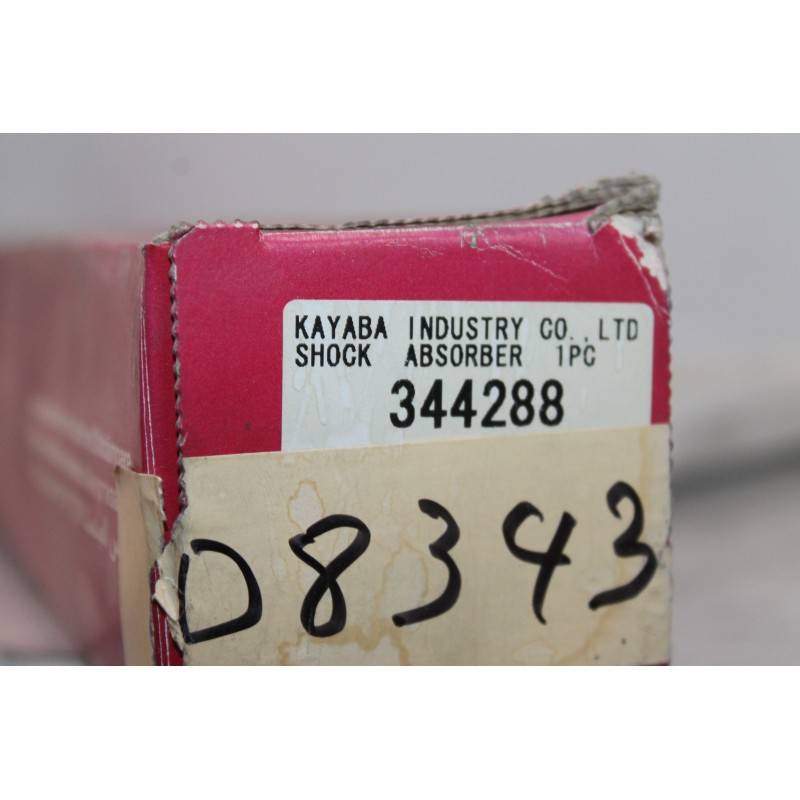 KAYABA INDUSTRY CO.,LTD
SHOCK ABSORBER 1PC
344288
D8343